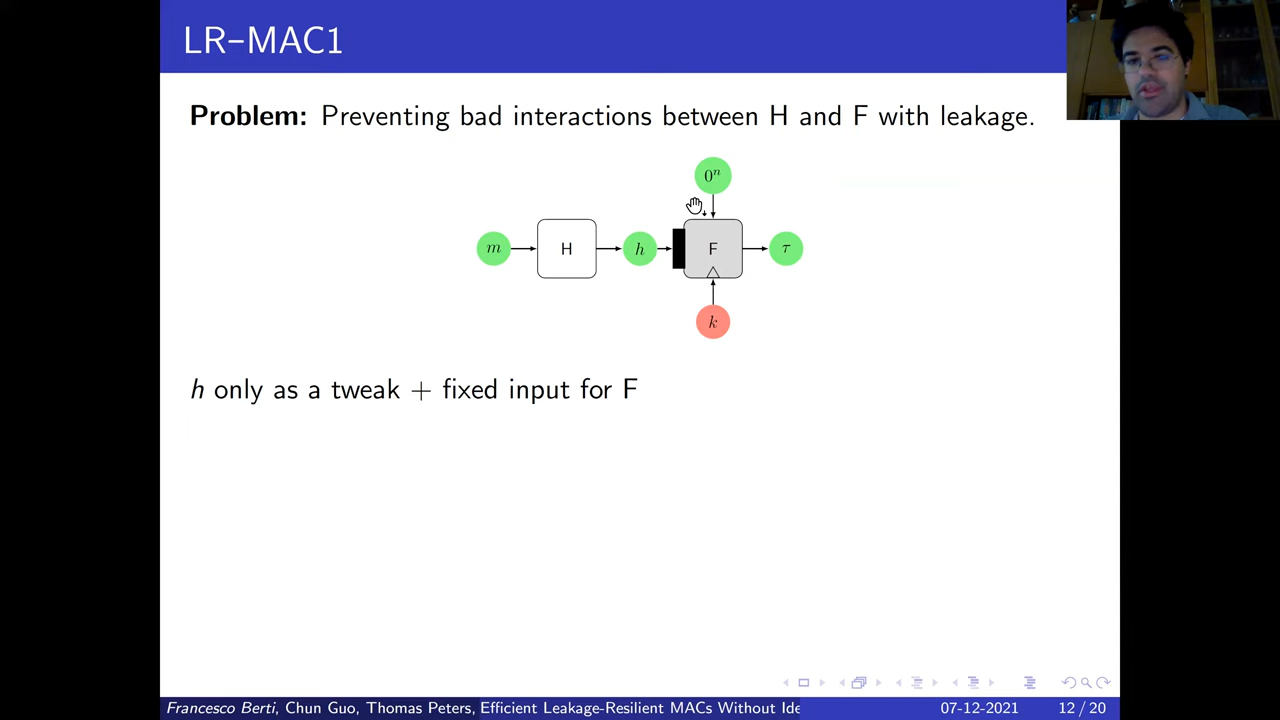 LR–MAC1
Problem: Preventing bad interactions between H and F with leakage.
0ⁿ
m H h F τ
k
h only as a tweak + fixed input for F
Francesco Berti, Chun Guo, Thomas Peters, Efficient Leakage-Resilient MACs Without Ide 07-12-2021 12 / 20